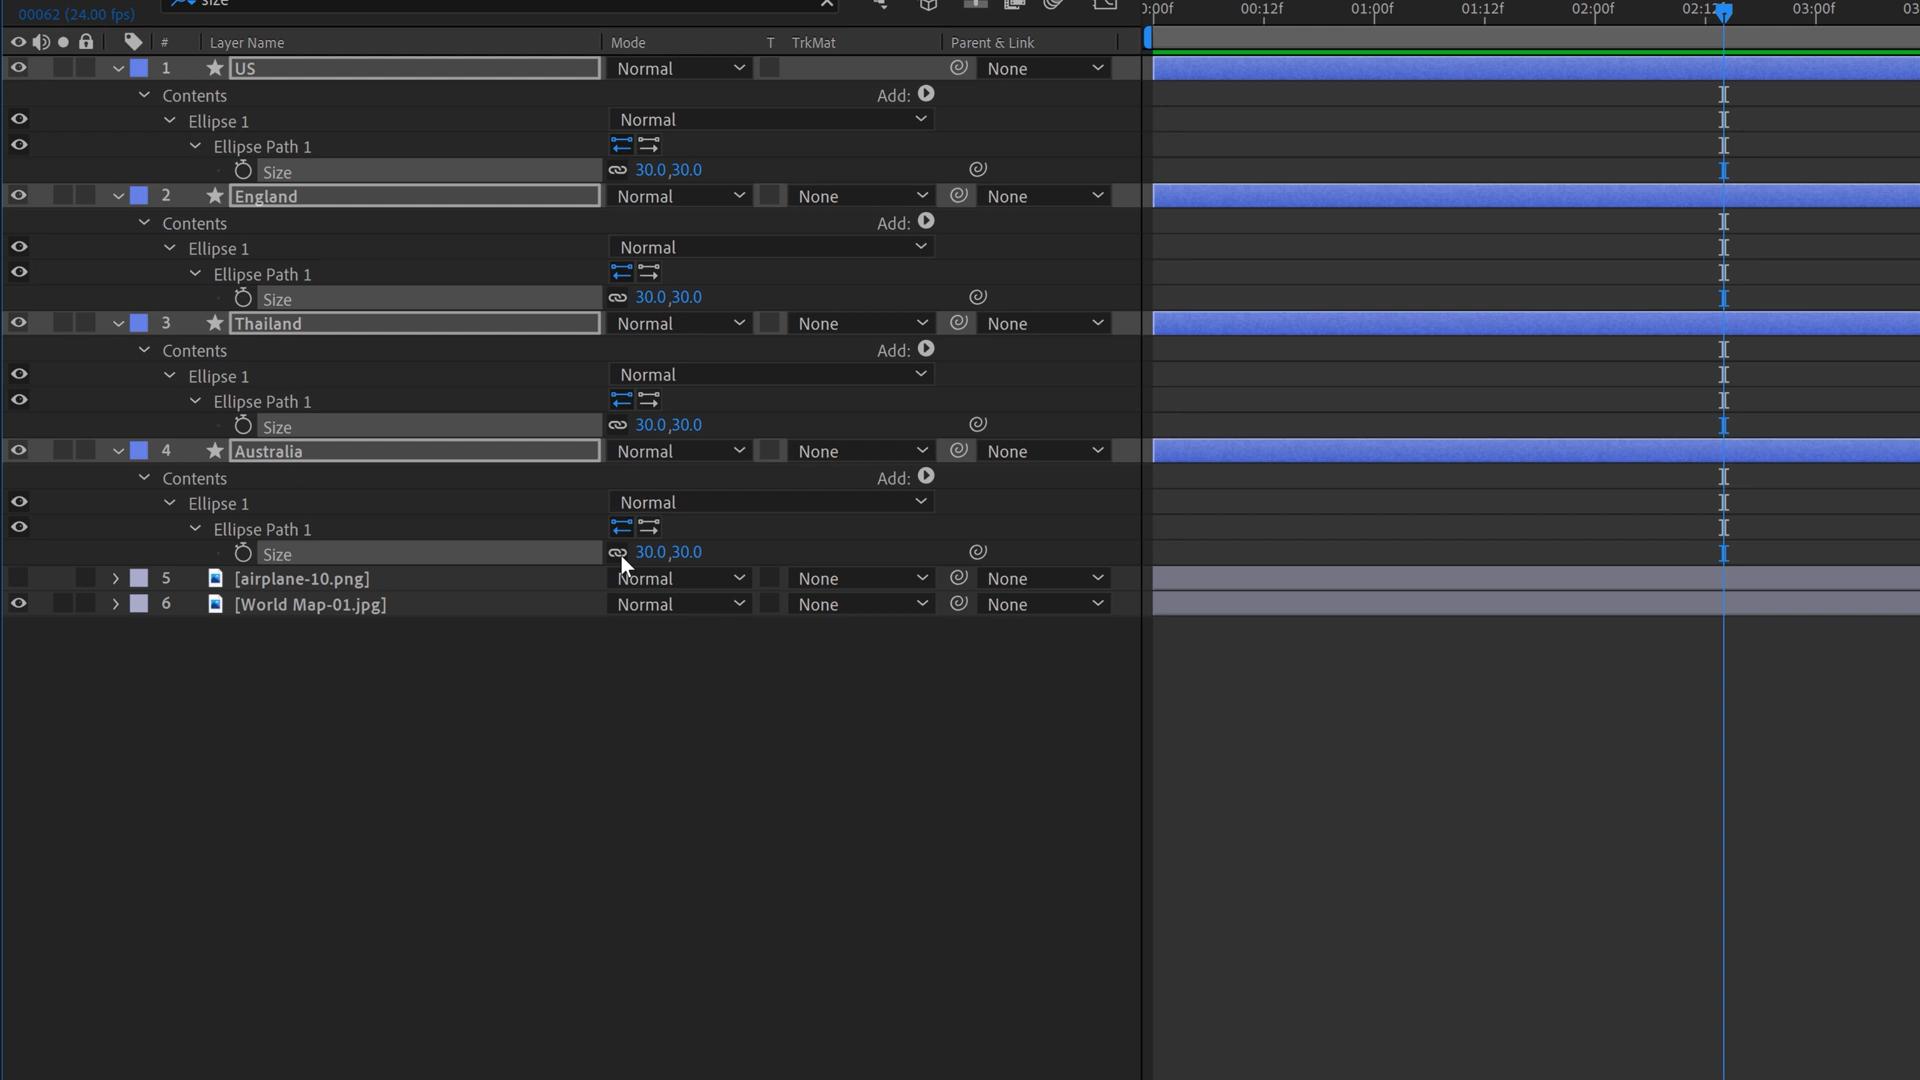 00062 (24.00 fps) size :00f 00:12f 01:00f 01:12f 02:00f 02:12 03:00f 03
# Layer Name Mode T TrkMat Parent & Link
1 US Normal None
Contents Add:
Ellipse 1 Normal
Ellipse Path 1
Size 30.0,30.0
2 England Normal None None
Contents Add:
Ellipse 1 Normal
Ellipse Path 1
Size 30.0,30.0
3 Thailand Normal None None
Contents Add:
Ellipse 1 Normal
Ellipse Path 1
Size 30.0,30.0
4 Australia Normal None None
Contents Add:
Ellipse 1 Normal
Ellipse Path 1
Size 30.0,30.0
5 [airplane-10.png] Normal None None
6 [World Map-01.jpg] Normal None None